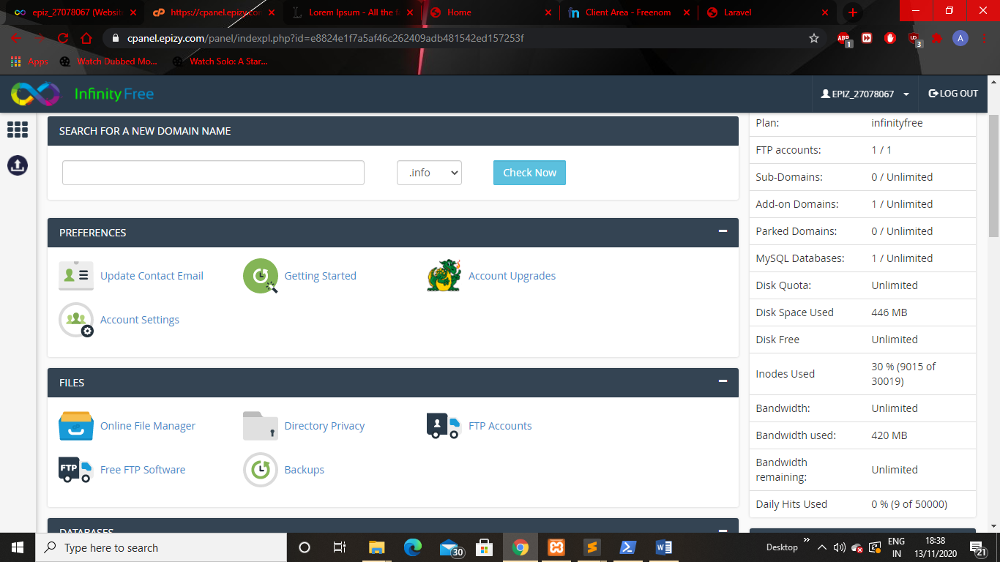 epiz_27078067 (Websit
cP
https://cpanel.epizy.co
Lorem Ipsum - All the f
Home
Client Area - Freenom
Laravel
cpanel.epizy.com/panel/indexpl.php?id=e8824e1f7a5af46c262409adb481542ed157253f
ABP
1
UD
3
A
Apps
Watch Dubbed Mo...
Watch Solo: A Star...
InfinityFree
EPIZ_27078067
LOG OUT
SEARCH FOR A NEW DOMAIN NAME
.info
Check Now
PREFERENCES
Update Contact Email
Getting Started
Account Upgrades
Account Settings
FILES
Online File Manager
Directory Privacy
FTP Accounts
FTP
Free FTP Software
Backups
DATABASES
Plan: infinityfree
FTP accounts: 1 / 1
Sub-Domains: 0 / Unlimited
Add-on Domains: 1 / Unlimited
Parked Domains: 0 / Unlimited
MySQL Databases: 1 / Unlimited
Disk Quota: Unlimited
Disk Space Used 446 MB
Disk Free Unlimited
Inodes Used 30 % (9015 of
30019)
Bandwidth: Unlimited
Bandwidth used: 420 MB
Bandwidth
remaining: Unlimited
Daily Hits Used 0 % (9 of 50000)
Type here to search
30
Desktop
ENG
IN
18:38
13/11/2020
21